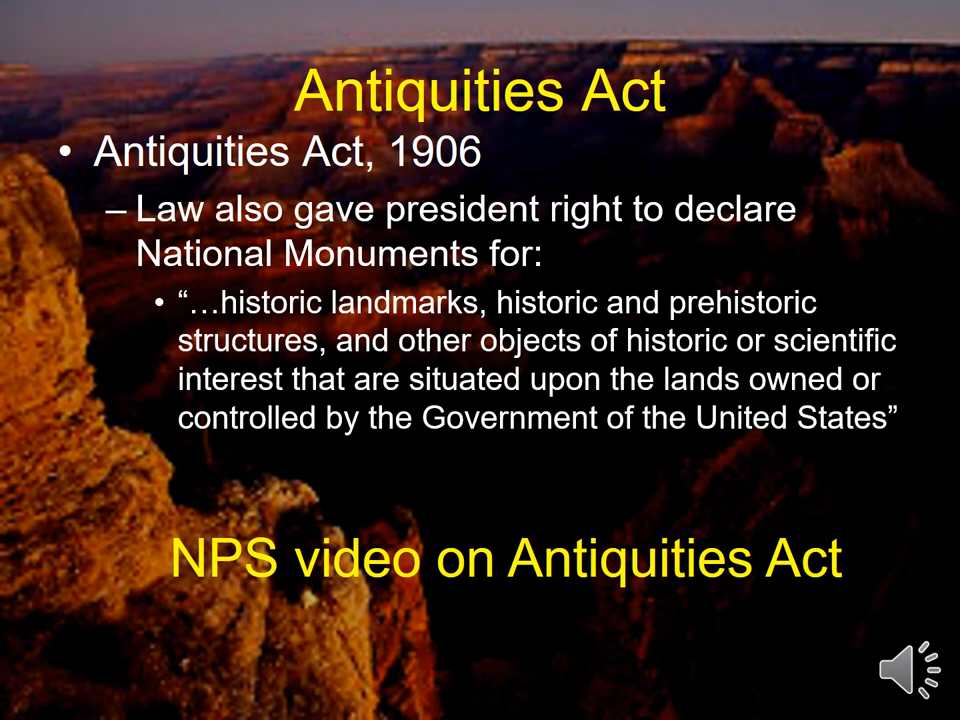 Antiquities Act
• Antiquities Act, 1906
– Law also gave president right to declare
National Monuments for:
• “…historic landmarks, historic and prehistoric
structures, and other objects of historic or scientific
interest that are situated upon the lands owned or
controlled by the Government of the United States”
NPS video on Antiquities Act